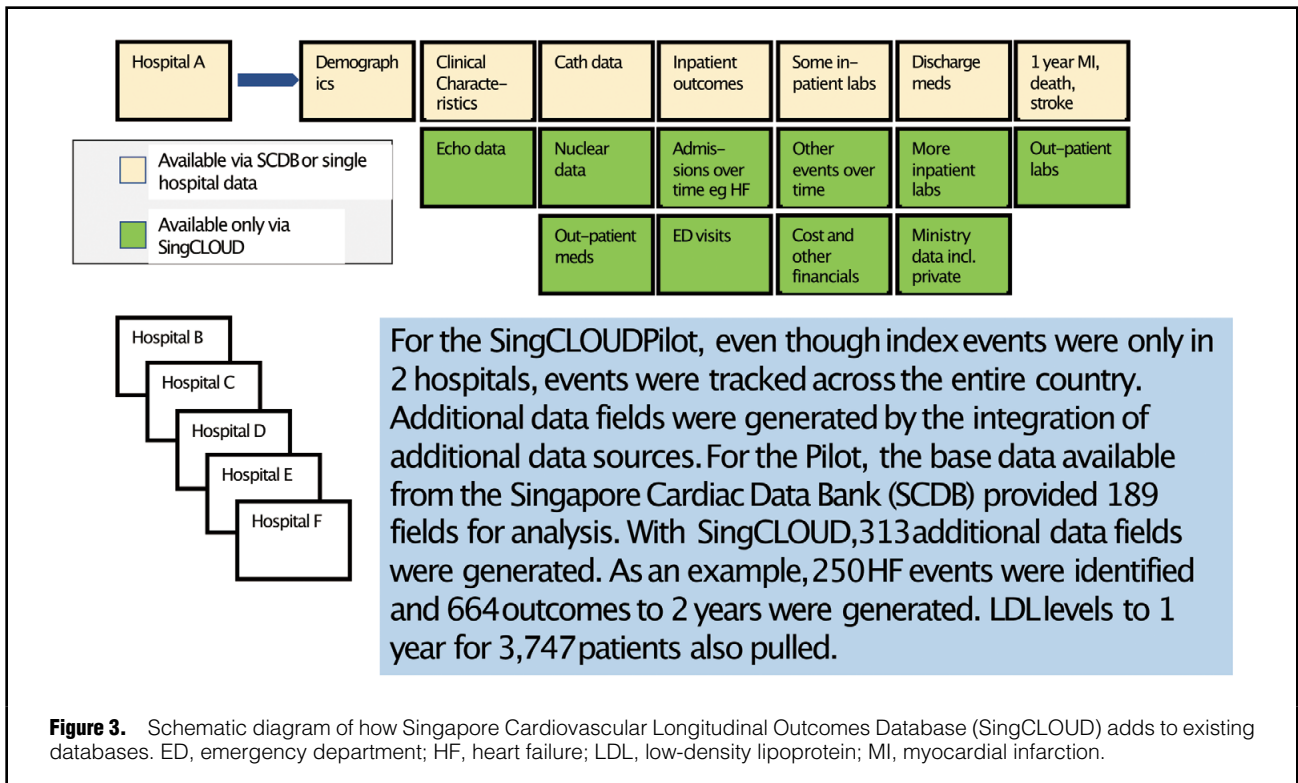 Hospital A
Demograph
ics
Clinical
Characte-
ristics
Cath data
Inpatient
outcomes
Some in-
patient labs
Discharge
meds
1 year MI,
death,
stroke
Available via SCDB or single
hospital data
Available only via
SingCLOUD
Echo data
Nuclear
data
Admis-
sions over
time eg HF
Other
events over
time
More
inpatient
labs
Out-patient
labs
Out-patient
meds
ED visits
Cost and
other
financials
Ministry
data incl.
private
Hospital B
Hospital C
Hospital D
Hospital E
Hospital F
For the SingCLOUDPilot, even though index events were only in
2 hospitals, events were tracked across the entire country.
Additional data fields were generated by the integration of
additional data sources. For the Pilot, the base data available
from the Singapore Cardiac Data Bank (SCDB) provided 189
fields for analysis. With SingCLOUD,313 additional data fields
were generated. As an example, 250 HF events were identified
and 664 outcomes to 2 years were generated. LDL levels to 1
year for 3,747 patients also pulled.
Figure 3. Schematic diagram of how Singapore Cardiovascular Longitudinal Outcomes Database (SingCLOUD) adds to existing
databases. ED, emergency department; HF, heart failure; LDL, low-density lipoprotein; MI, myocardial infarction.